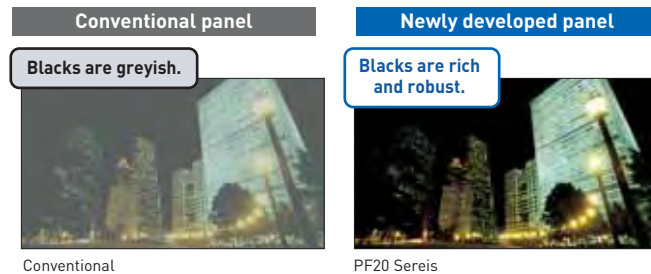 Conventional panel
Newly developed panel
Blacks are greyish.
Blacks are rich
and robust.
Conventional
PF20 Sereis